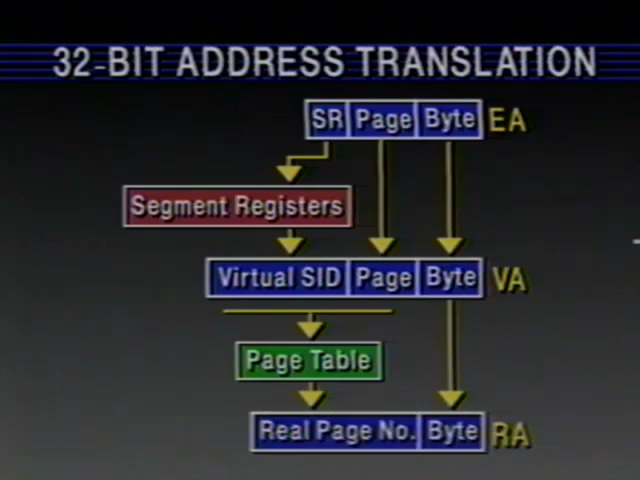 32-BIT ADDRESS TRANSLATION
SR Page Byte EA
Segment Registers
Virtual SID Page Byte VA
Page Table
Real Page No. Byte RA